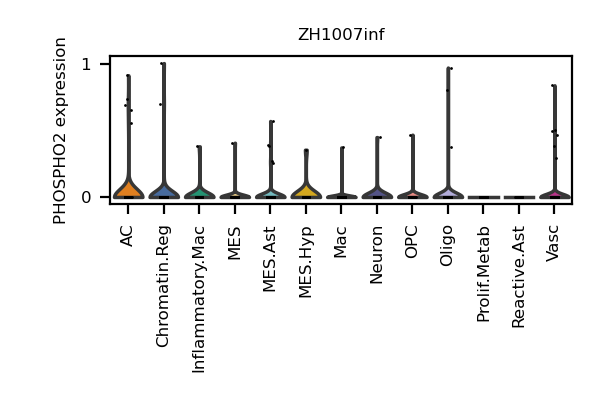 ZH1007inf
PHOSPHO2 expression
1
0
AC
Chromatin.Reg
Inflammatory.Mac
MES
MES.Ast
MES.Hyp
Mac
Neuron
OPC
Oligo
Prolif.Metab
Reactive.Ast
Vasc